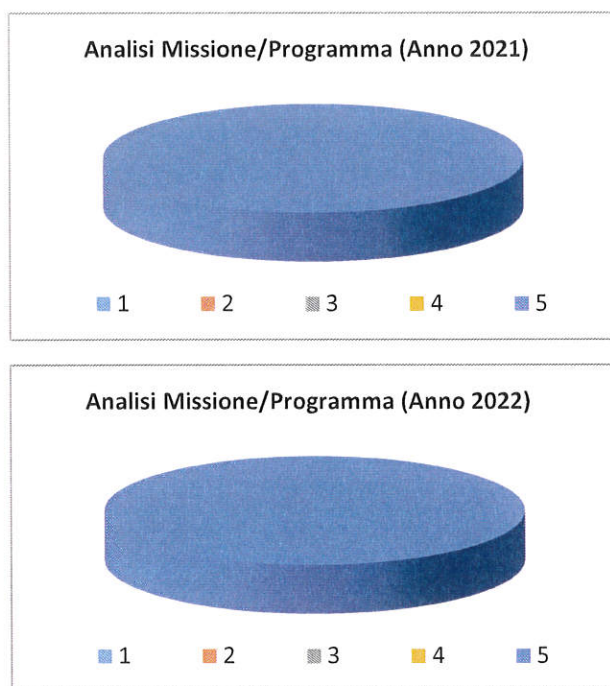 Analisi Missione/Programma (Anno 2021)
1 2 3 4 5
Analisi Missione/Programma (Anno 2022)
1 2 3 4 5